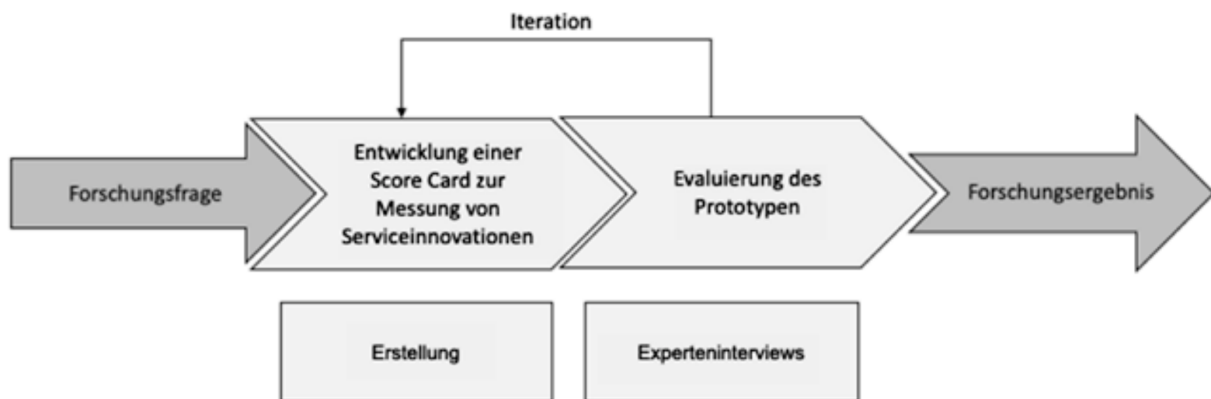 Iteration
Forschungsfrage
Entwicklung einer
Score Card zur
Messung von
Serviceinnovationen
Evaluierung des
Prototypen
Forschungsergebnis
Erstellung
Experteninterviews